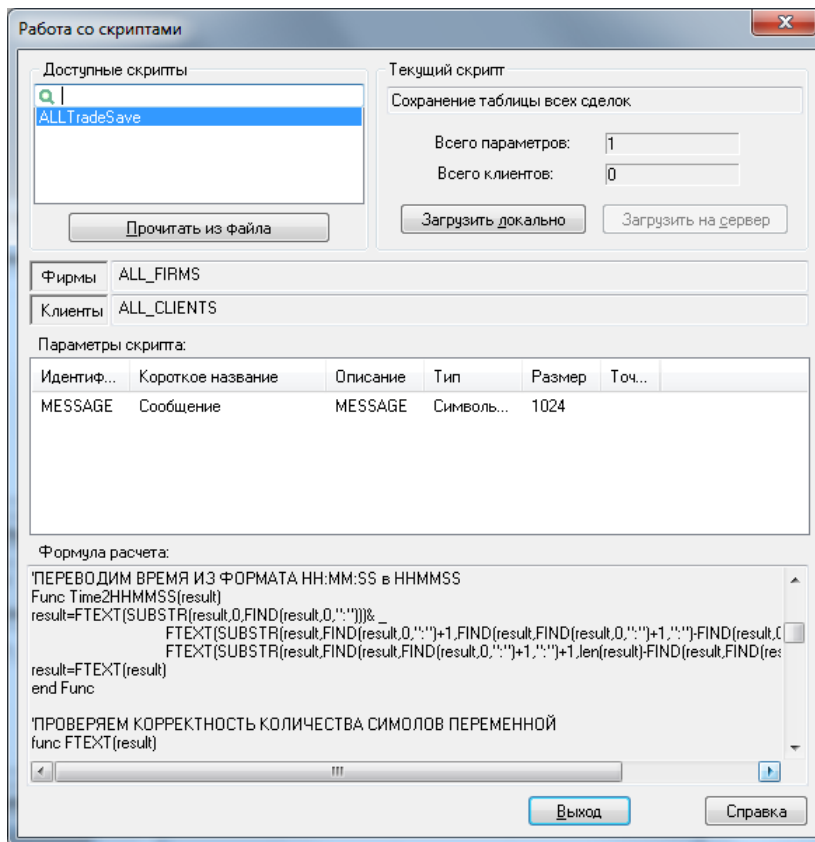 Работа со скриптами
Доступные скрипты
ALLTradeSave
Прочитать из файла
Текущий скрипт
Сохранение таблицы всех сделок
Всего параметров: 1
Всего клиентов: 0
Загрузить локально Загрузить на сервер
Фирмы ALL_FIRMS
Клиенты ALL_CLIENTS
Параметры скрипта:
Идентиф... Короткое название Описание Тип Размер Точ...
MESSAGE Сообщение MESSAGE Символь... 1024
Формула расчета:
'ПЕРЕВОДИМ ВРЕМЯ ИЗ ФОРМАТА HH:MM:SS в HHMMSS
Func Time2HHMMSS(result)
result=FTEXT(SUBSTR(result,0,FIND(result,0,":")))& _
FTEXT(SUBSTR(result,FIND(result,0,":")+1,FIND(result,FIND(result,0,":")+1,":")-FIND(result,0
FTEXT(SUBSTR(result,FIND(result,FIND(result,0,":")+1,":")+1,len(result)-FIND(result,FIND(res
result=FTEXT(result)
end Func
'ПРОВЕРЯЕМ КОРРЕКТНОСТЬ КОЛИЧЕСТВА СИМОЛОВ ПЕРЕМЕННОЙ
func FTEXT(result)
Выход Справка